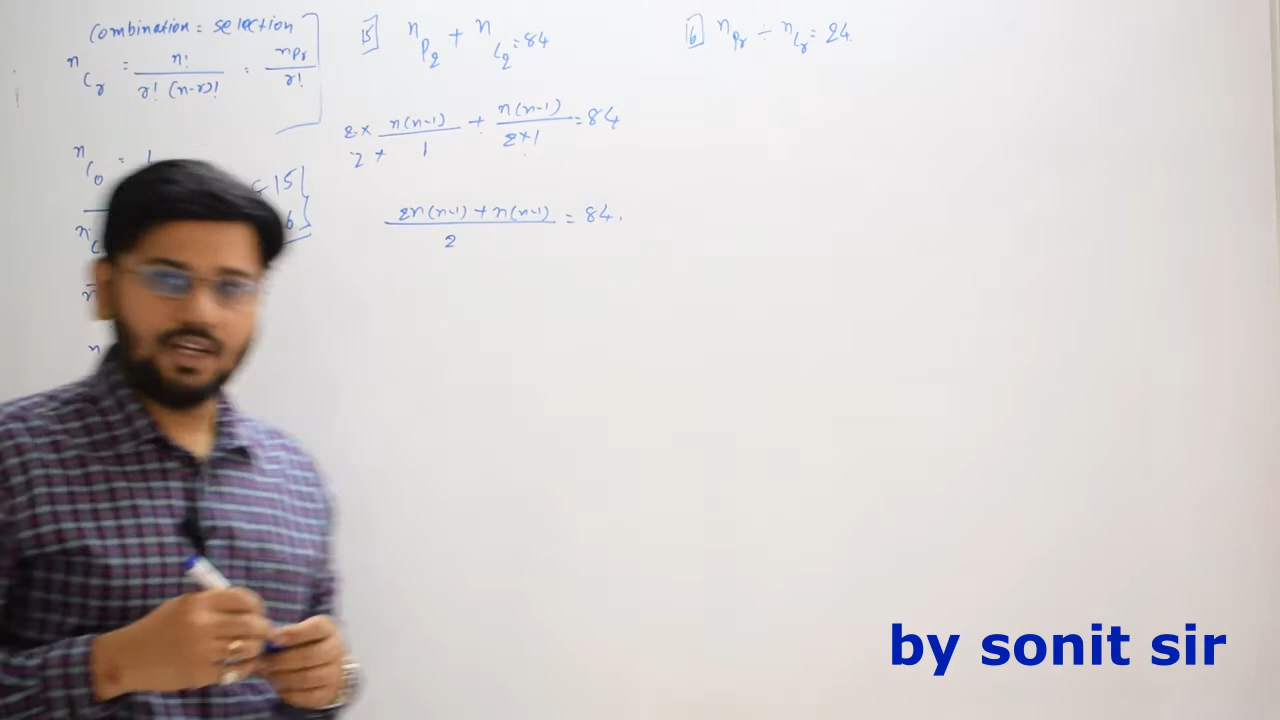 Combination = selection
nCr = n! / r! (n-r)! = nPr / r!
nC0 = 1
15
15] nP2 + nC2 = 84
2 × n(n-1) / 2 × 1 + n(n-1) / 2×1 = 84
2n(n-1) + n(n-1) / 2 = 84.
16] nPr ÷ nCr = 24.
by sonit sir